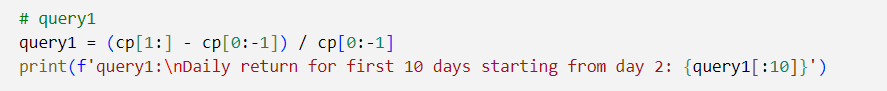 # query1
query1 = (cp[1:] - cp[0:-1]) / cp[0:-1]
print(f'query1:\nDaily return for first 10 days starting from day 2: {query1[:10]}')